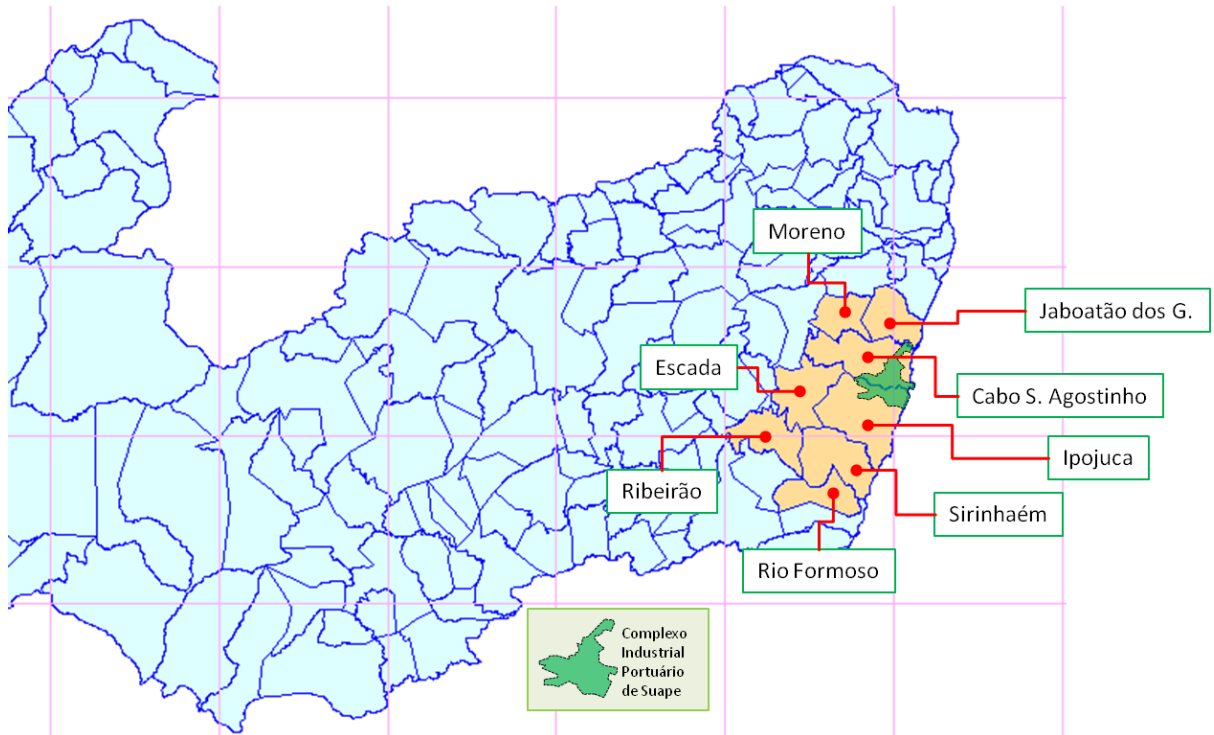 Moreno
Jaboatão dos G.
Escada
Cabo S. Agostinho
Ipojuca
Ribeirão
Sirinhaém
Rio Formoso
Complexo
Industrial
Portuário
de Suape